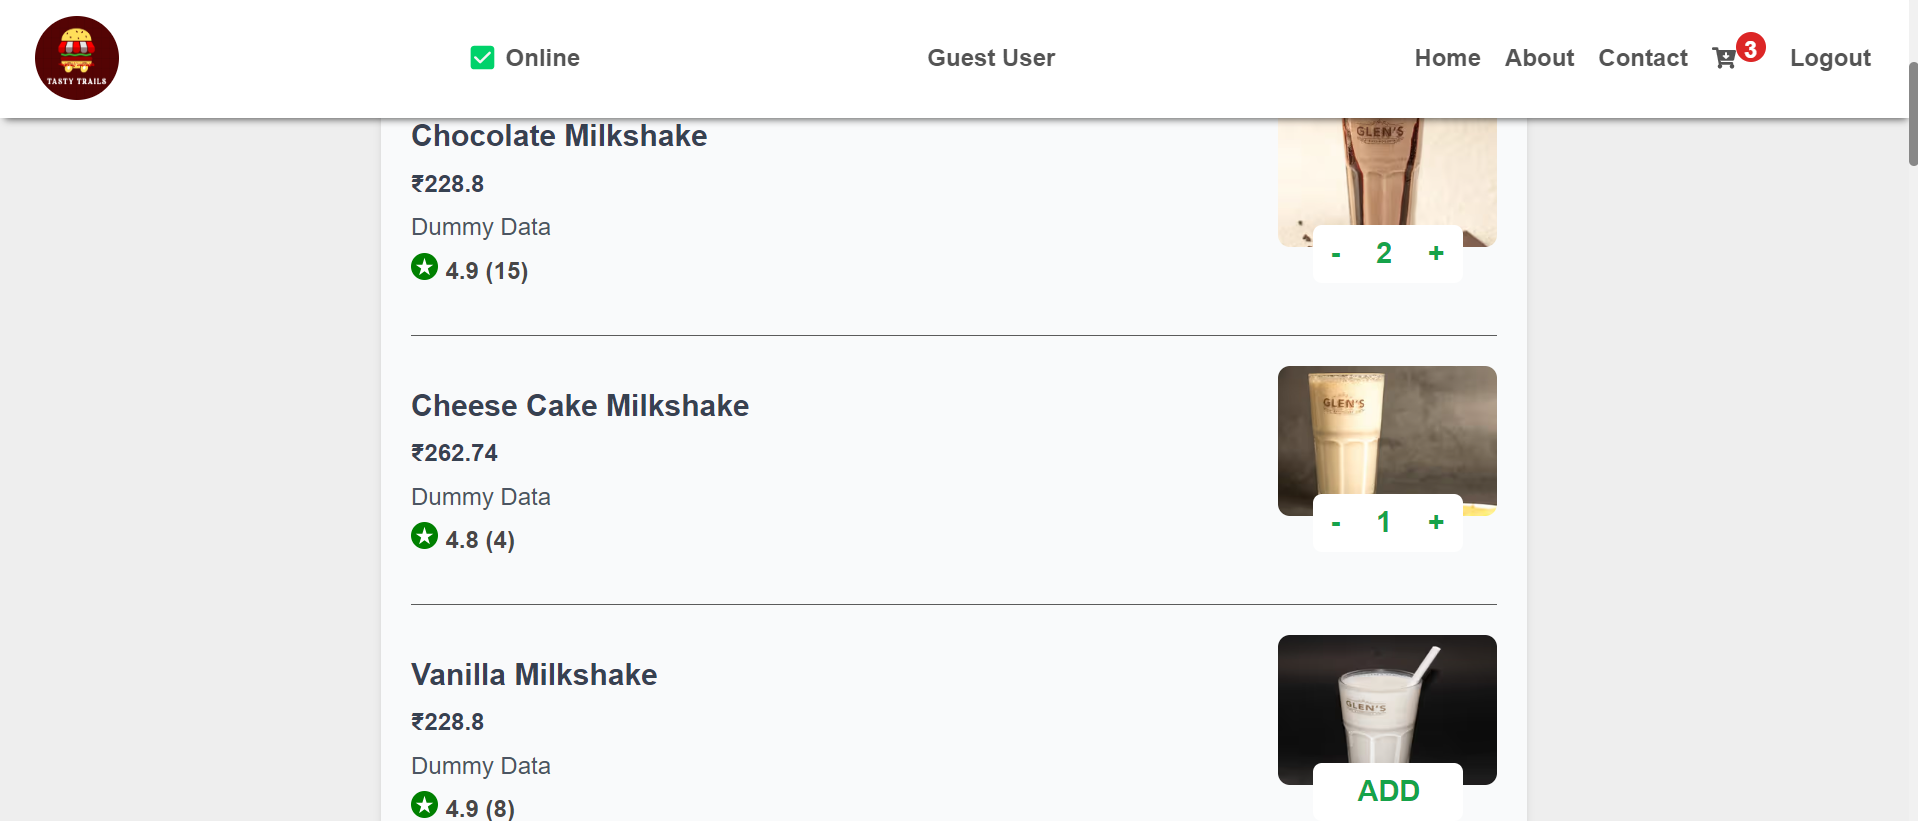 TASTY TRAILS
Online
Guest User
Home
About
Contact
3
Logout
Chocolate Milkshake
₹228.8
Dummy Data
4.9 (15)
GLEN'S
- 2 +
Cheese Cake Milkshake
₹262.74
Dummy Data
4.8 (4)
GLEN'S
- 1 +
Vanilla Milkshake
₹228.8
Dummy Data
4.9 (8)
GLEN'S
ADD